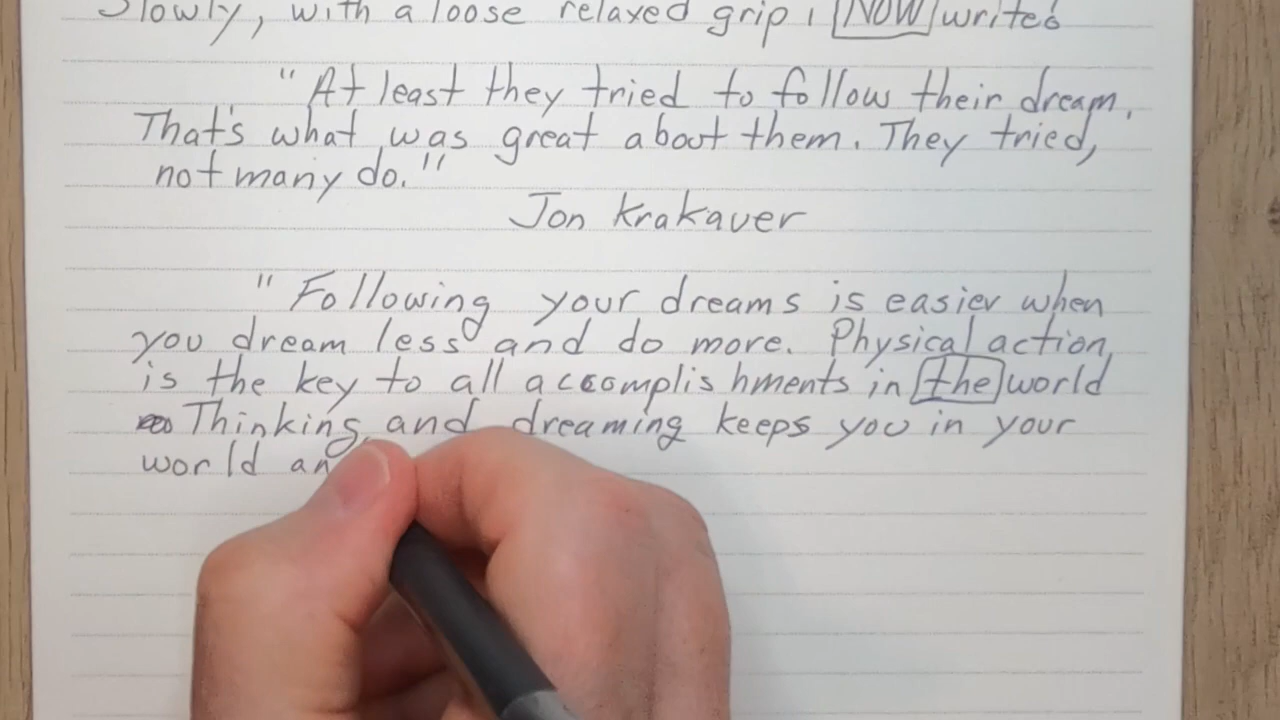 Slowly, with a loose relaxed grip, NOW write:
"At least they tried to follow their dream.
That's what was great about them. They tried,
not many do."
Jon Krakauer
"Following your dreams is easier when
you dream less and do more. Physical action,
is the key to all accomplishments in the world
Thinking and dreaming keeps you in your
world an